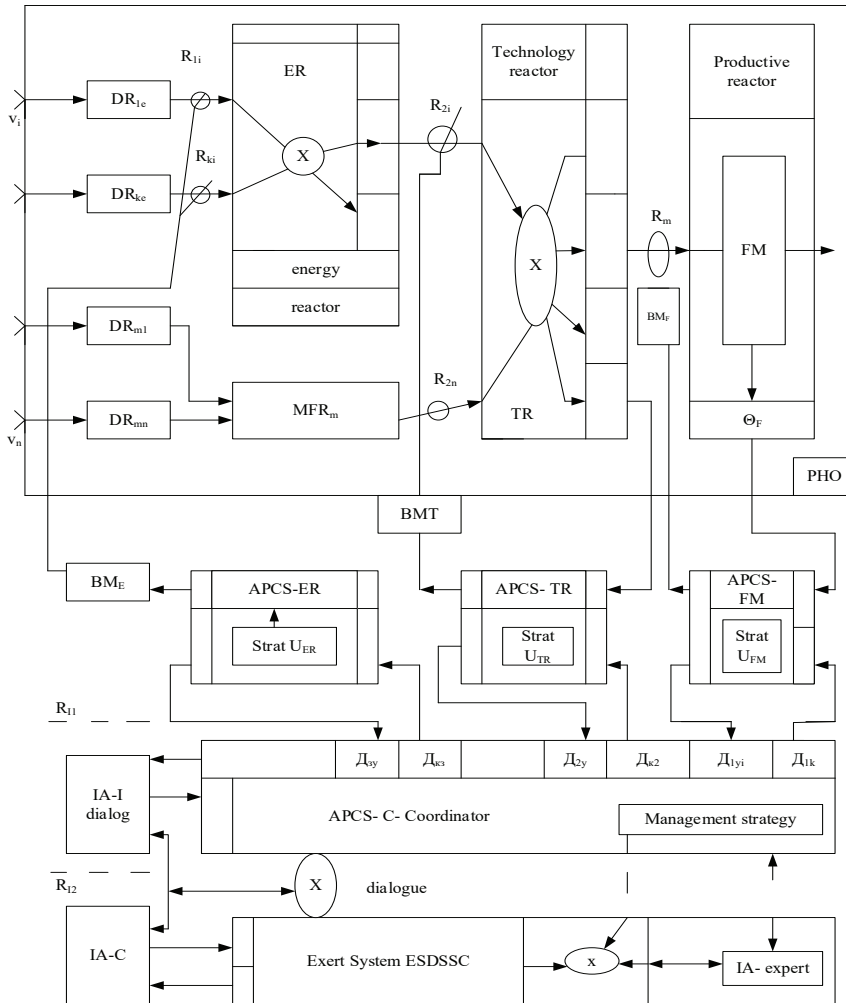 R1i
ER
Technology
reactor
Productive
reactor
DR1e
vi
R2i
Rki
X
DRke
Rm
FM
X
energy
reactor
BMF
DRm1
R2n
MFRm
DRmn
vn
TR
ΘF
PHO
BMT
BME
APCS-ER
APCS- TR
APCS-
FM
Strat UER
Strat
UTR
Strat
UFM
RI1
Д3у
Дк3
Д2у
Дк2
Д1уi
Д1k
IA-I
dialog
APCS- C- Coordinator
Management strategy
RI2
X
dialogue
IA-C
Exert System ESDSSC
x
IA- expert